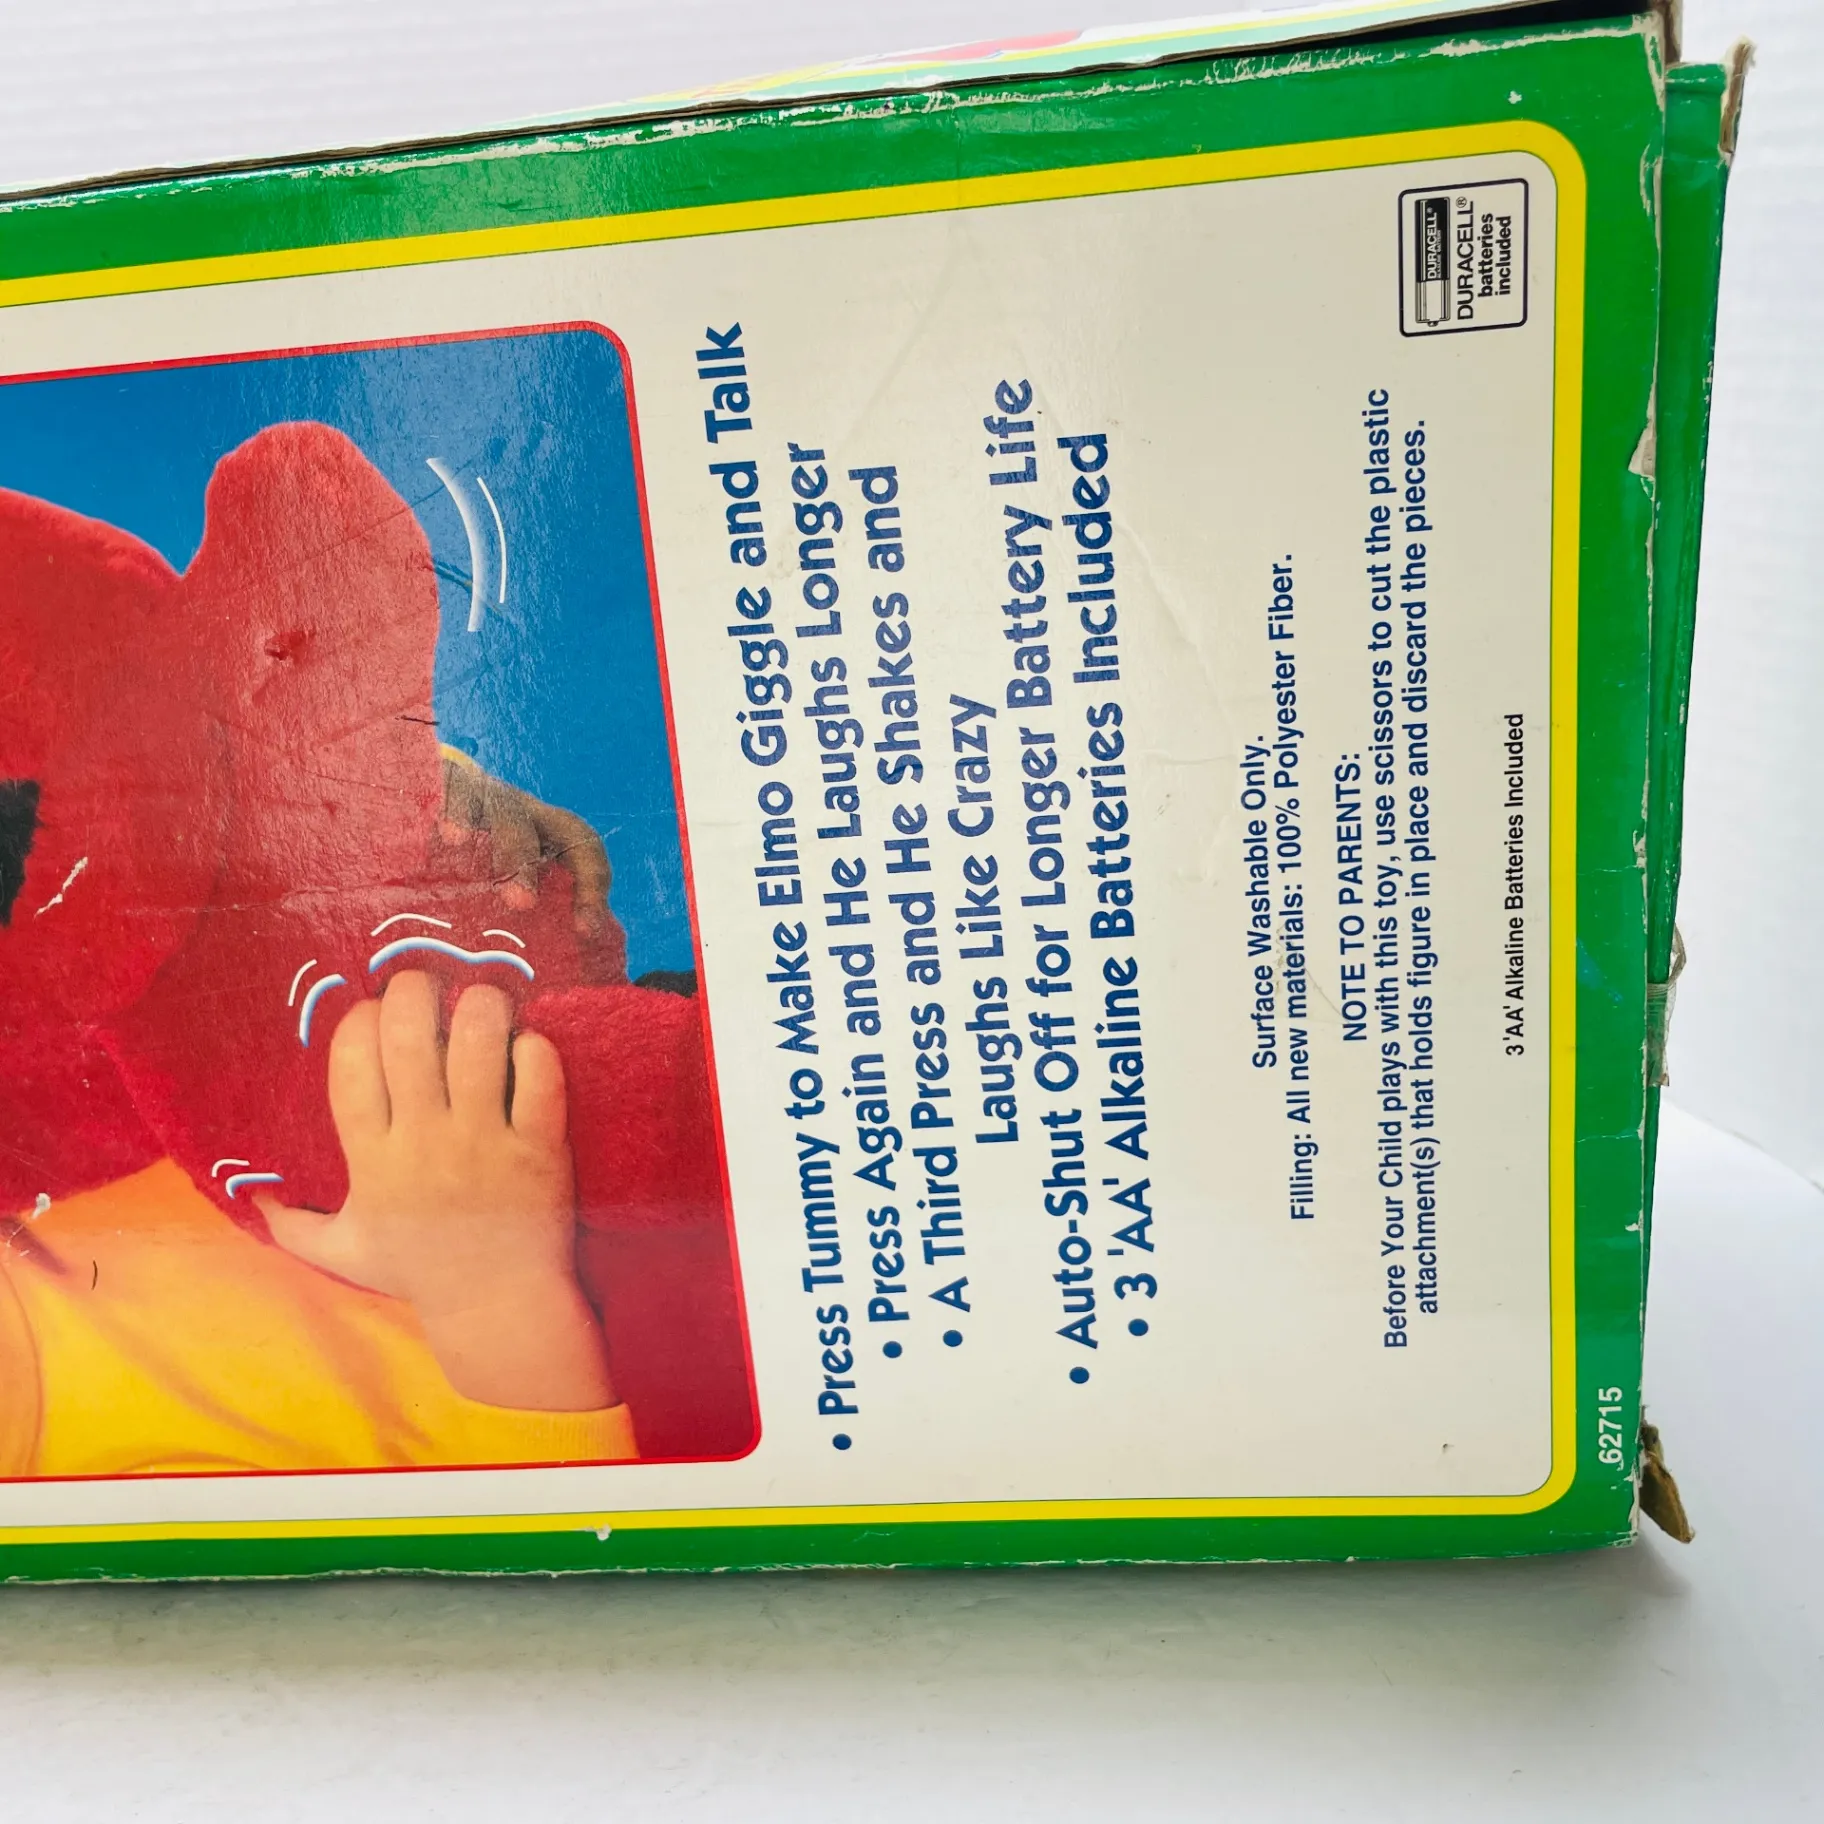 • Press Tummy to Make Elmo Giggle and Talk
• Press Again and He Laughs Longer
• A Third Press and He Shakes and
Laughs Like Crazy
• Auto-Shut Off for Longer Battery Life
• 3 'AA' Alkaline Batteries Included
Surface Washable Only.
Filling: All new materials: 100% Polyester Fiber.
NOTE TO PARENTS:
Before Your Child plays with this toy, use scissors to cut the plastic
attachment(s) that holds figure in place and discard the pieces.
DURACELL®
DURACELL®
batteries
included
3 'AA' Alkaline Batteries Included
62715